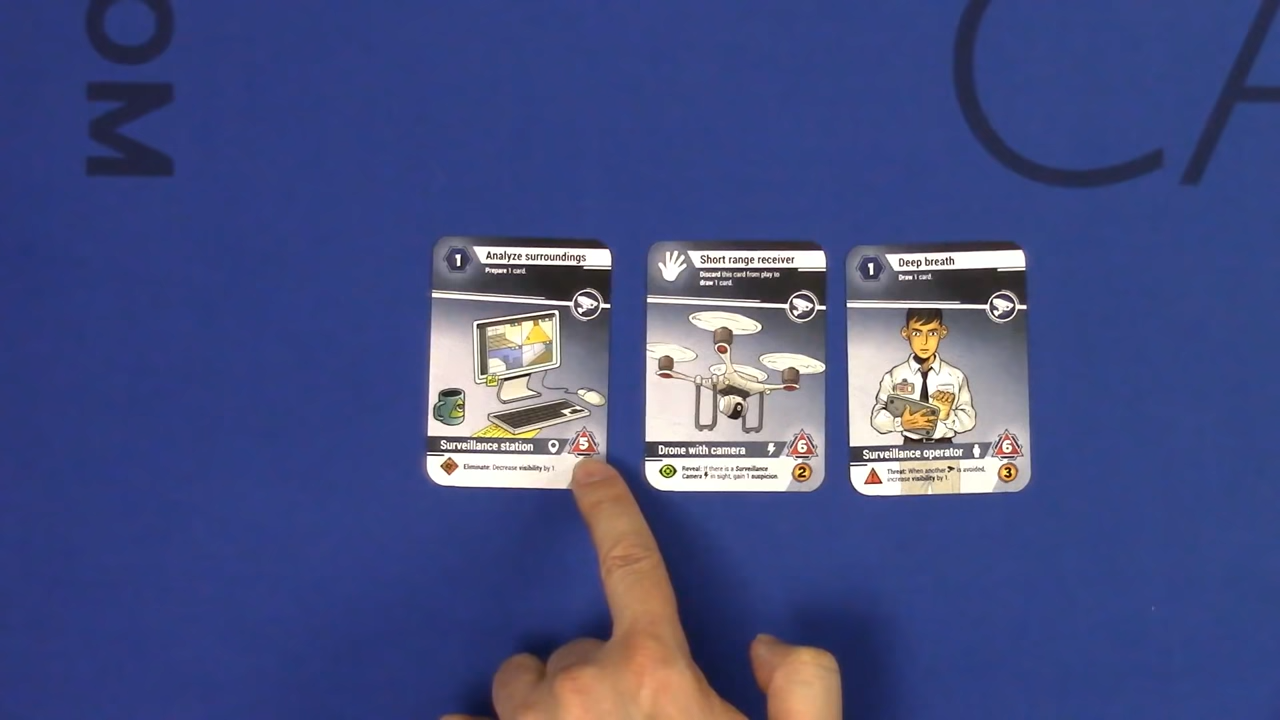 OM
CA
1
Analyze surroundings
Prepare 1 card.
Surveillance station
5
Eliminate: Decrease visibility by 1.
Short range receiver
Discard this card from play to
draw 1 card.
Drone with camera
6
Reveal: If there is a Surveillance
Camera in sight, gain 1 suspicion.
2
1
Deep breath
Draw 1 card.
Surveillance operator
6
Threat: When another is avoided,
increase visibility by 1.
3